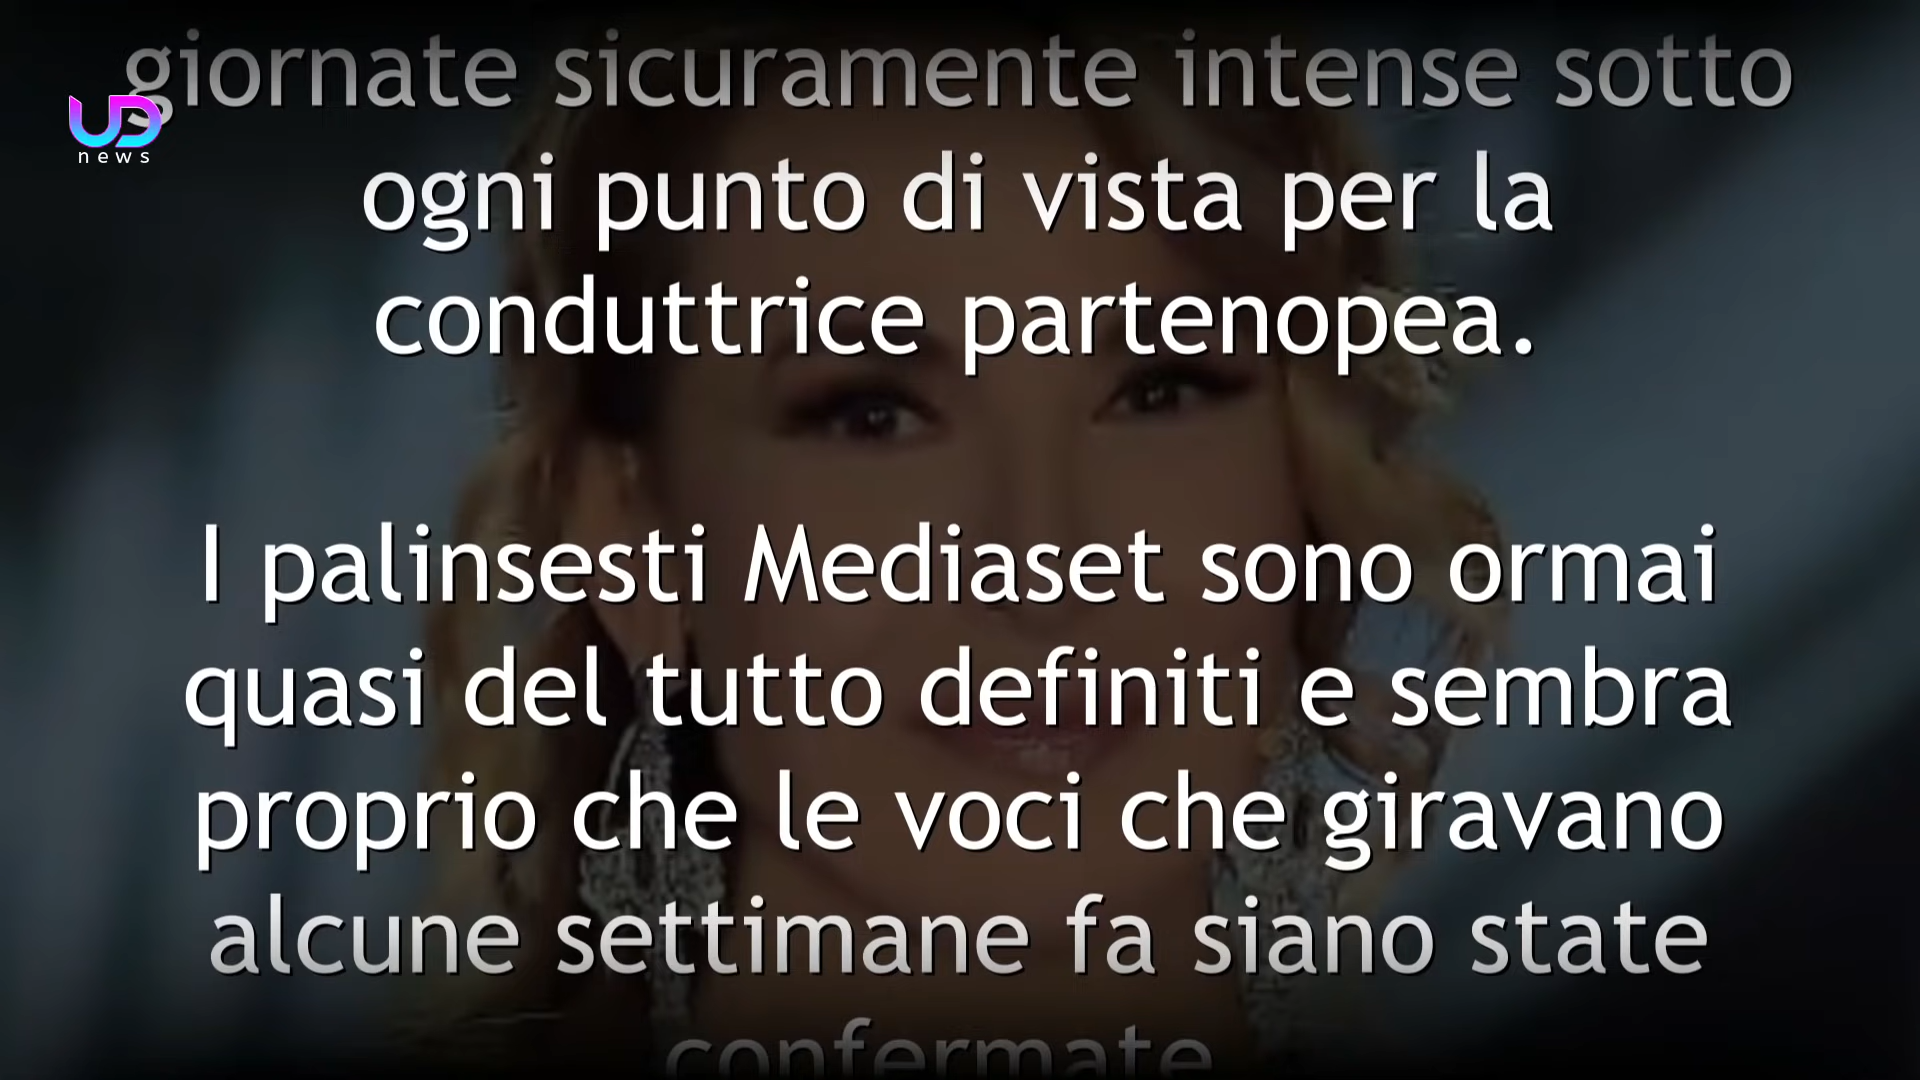 giornate sicuramente intense sotto
UD
news
ogni punto di vista per la
conduttrice partenopea.
I palinsesti Mediaset sono ormai
quasi del tutto definiti e sembra
proprio che le voci che giravano
alcune settimane fa siano state
confermate